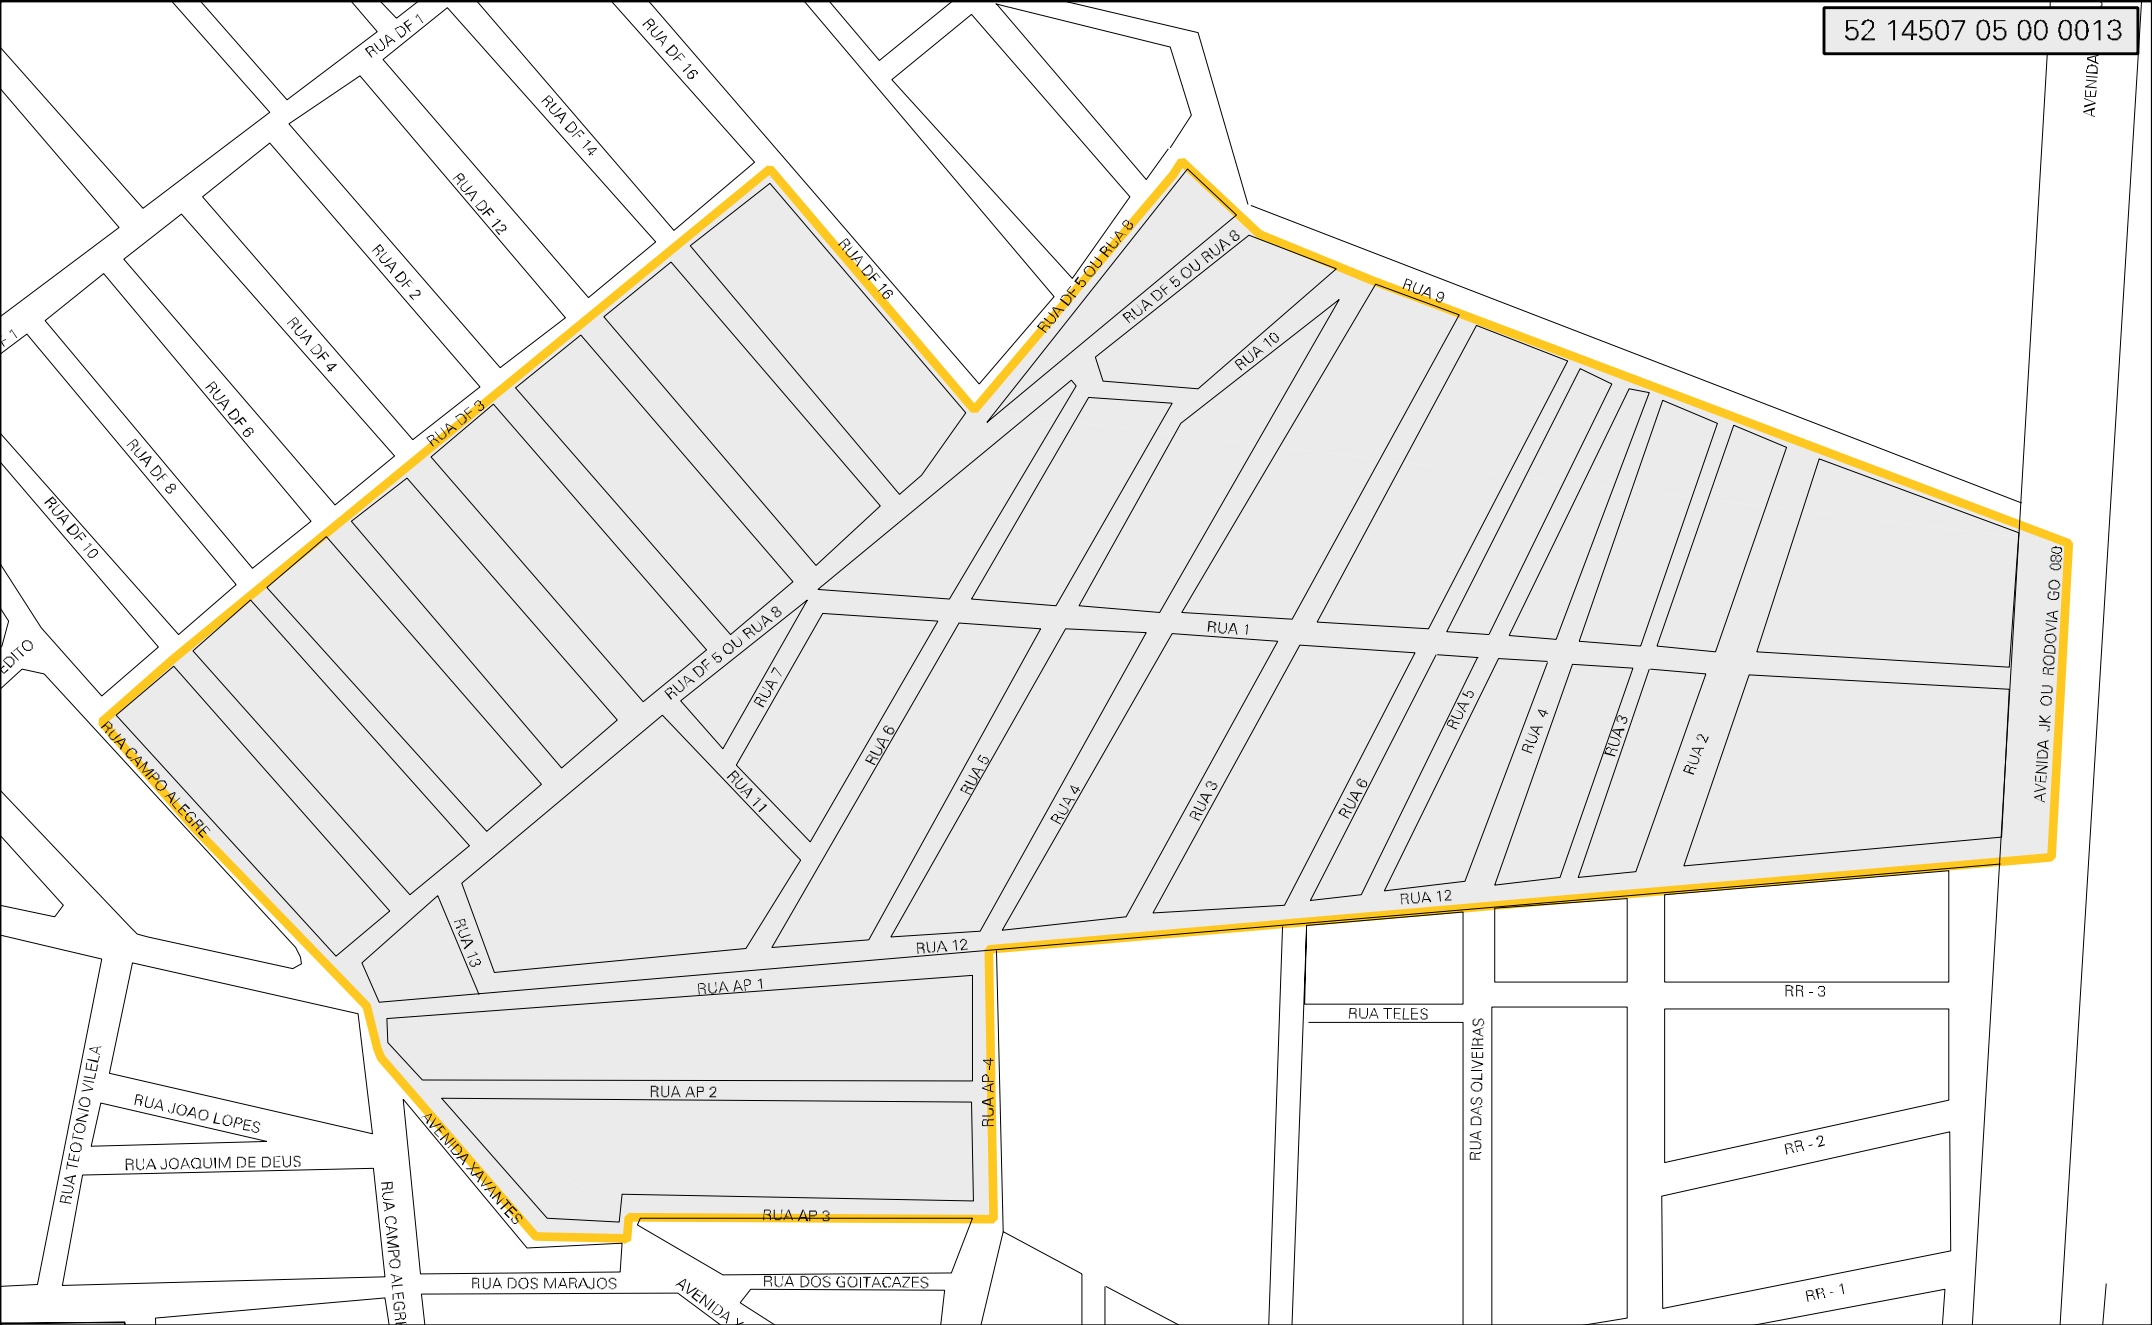 52 14507 05 00 0013
RUA DF 1
RUA DF 16
AVENIDA
RUA DF 14
RUA DF 12
RUA DF 2
RUA DF 16
RUA DF 5 OU RUA 8
RUA DF 5 OU RUA 8
RUA 9
RUA DF 4
RUA 10
RUA DF 6
RUA DF 3
RUA DF 8
RUA DF 10
EDITO
RUA 1
RUA DF 5 OU RUA 8
RUA 7
AVENIDA JK OU RODOVIA GO 080
RUA CAMPO ALEGRE
RUA 11
RUA 6
RUA 5
RUA 4
RUA 3
RUA 6
RUA 5
RUA 4
RUA 3
RUA 2
RUA 12
RUA 13
RUA 12
RUA AP 1
RR - 3
RUA TELES
RUA TEOTONIO VILELA
RUA AP 2
RUA AP -4
RUA DAS OLIVEIRAS
RUA JOAO LOPES
AVENIDA XAVANTES
RR - 2
RUA JOAQUIM DE DEUS
RUA AP 3
RUA CAMPO ALEGRE
RUA DOS MARAJOS
RUA DOS GOITACAZES
AVENIDA X
RR - 1